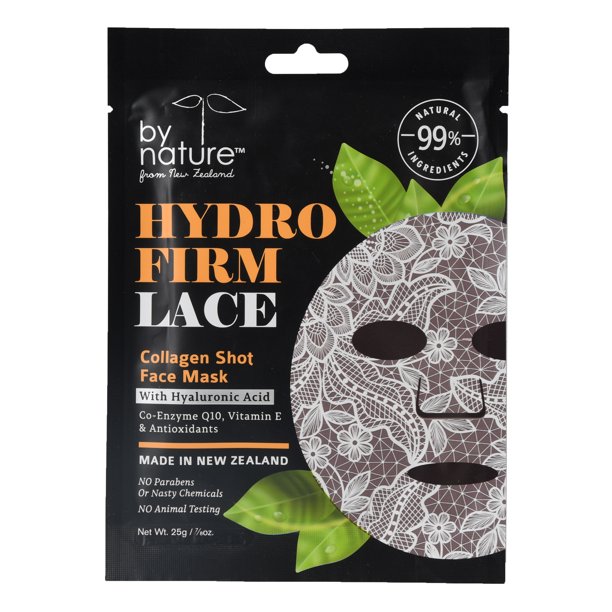 by
nature™
from New Zealand
NATURAL
99%
INGREDIENTS
HYDRO
FIRM
LACE
Collagen Shot
Face Mask
With Hyaluronic Acid
Co-Enzyme Q10, Vitamin E
& Antioxidants
MADE IN NEW ZEALAND
NO Parabens
Or Nasty Chemicals
NO Animal Testing
Net Wt. 25g / ⅞oz.